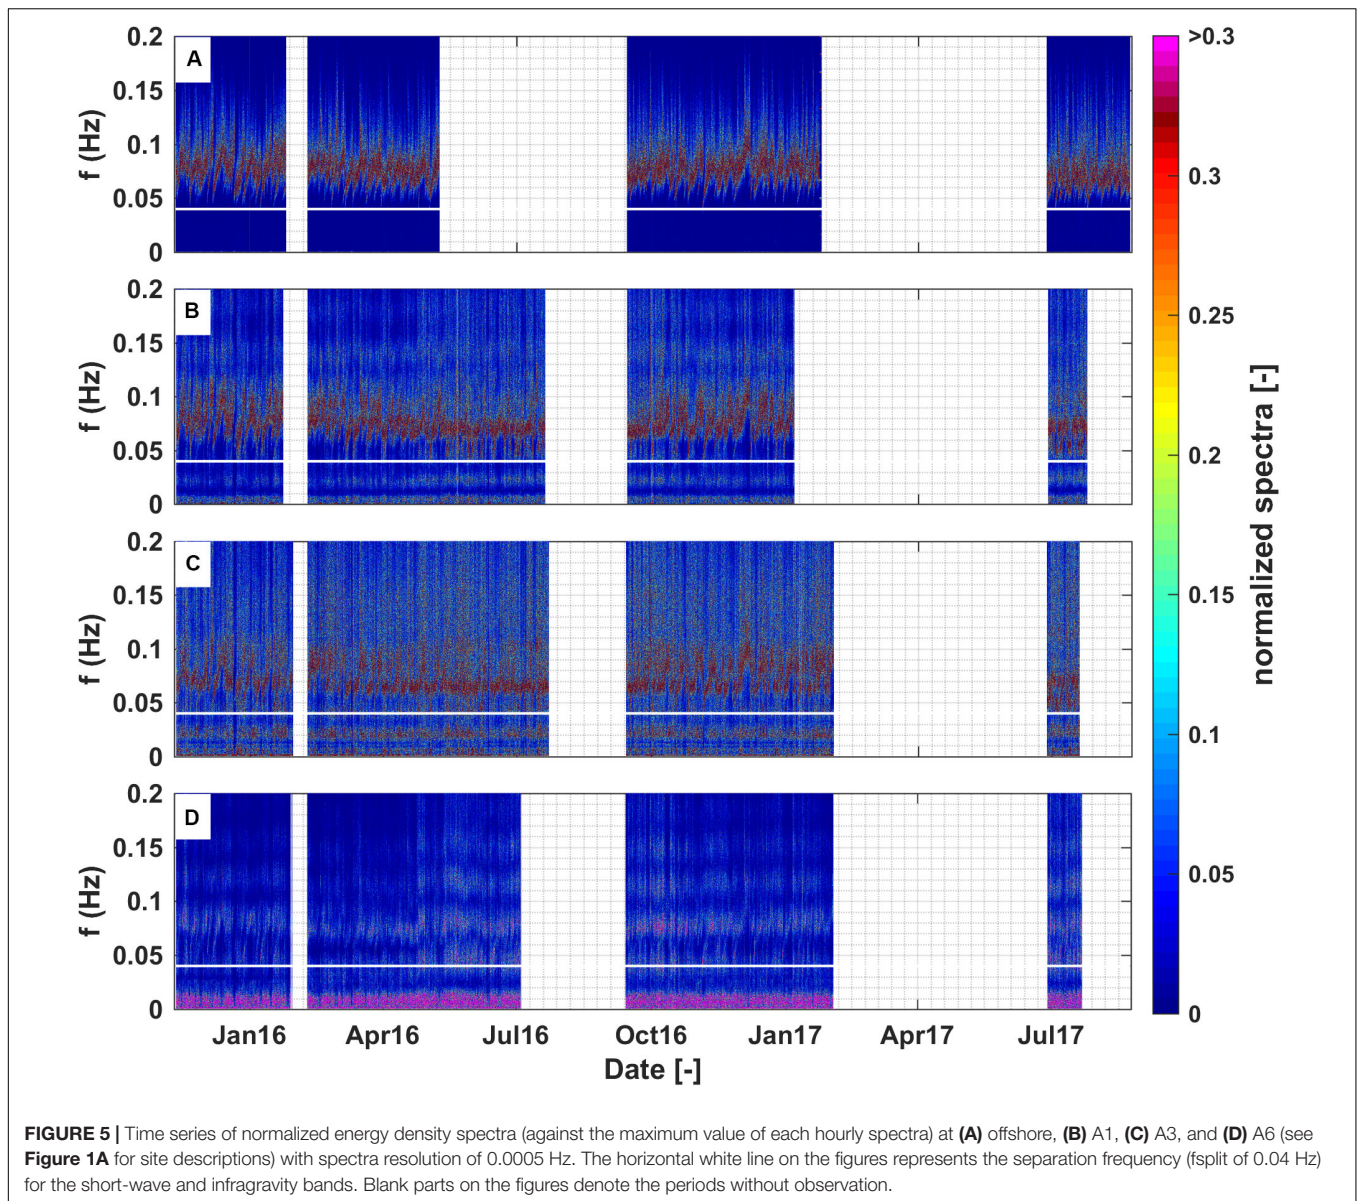 A
0.2
0.15
0.1
0.05
0
f (Hz)
B
0.2
0.15
0.1
0.05
0
f (Hz)
C
0.2
0.15
0.1
0.05
0
f (Hz)
D
0.2
0.15
0.1
0.05
0
f (Hz)
Jan16 Apr16 Jul16 Oct16 Jan17 Apr17 Jul17
Date [-]
>0.3
0.3
0.25
0.2
0.15
0.1
0.05
0
normalized spectra [-]
FIGURE 5 | Time series of normalized energy density spectra (against the maximum value of each hourly spectra) at (A) offshore, (B) A1, (C) A3, and (D) A6 (see
Figure 1A for site descriptions) with spectra resolution of 0.0005 Hz. The horizontal white line on the figures represents the separation frequency (fsplit of 0.04 Hz)
for the short-wave and infragravity bands. Blank parts on the figures denote the periods without observation.